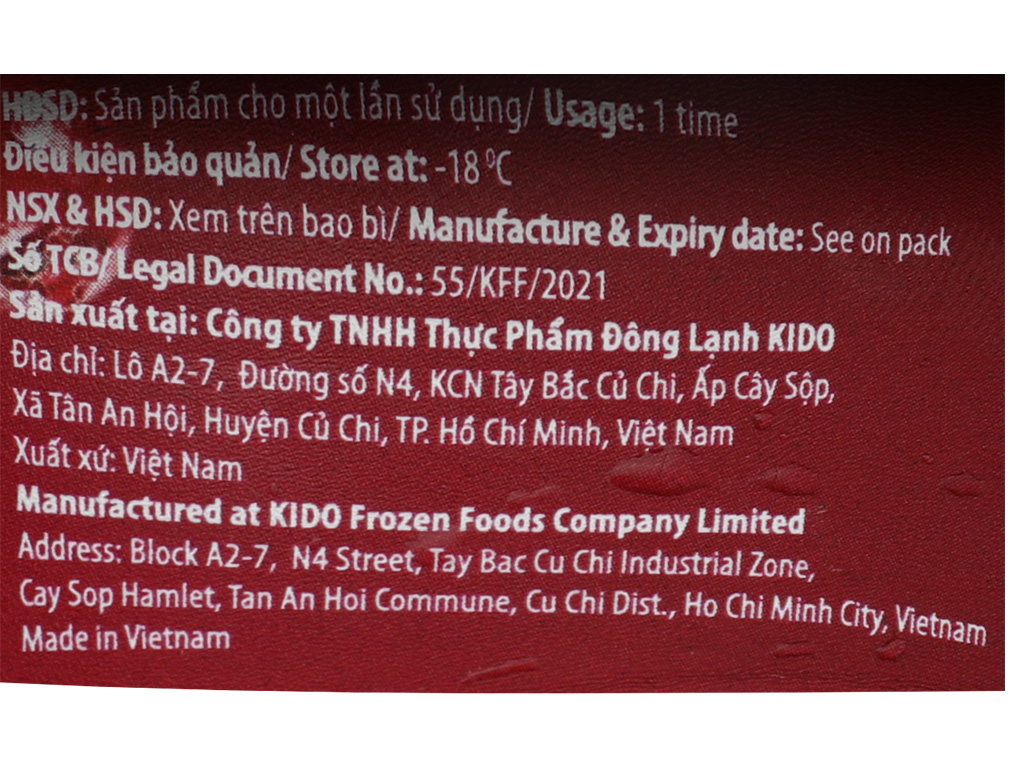 HDSD: Sản phẩm cho một lần sử dụng/ Usage: 1 time
Điều kiện bảo quản/ Store at: -18 ºC
NSX & HSD: Xem trên bao bì/ Manufacture & Expiry date: See on pack
Số TCB/ Legal Document No.: 55/KFF/2021
Sản xuất tại: Công ty TNHH Thực Phẩm Đông Lạnh KIDO
Địa chỉ: Lô A2-7, Đường số N4, KCN Tây Bắc Củ Chi, Ấp Cây Sộp,
Xã Tân An Hội, Huyện Củ Chi, TP. Hồ Chí Minh, Việt Nam
Xuất xứ: Việt Nam
Manufactured at KIDO Frozen Foods Company Limited
Address: Block A2-7, N4 Street, Tay Bac Cu Chi Industrial Zone,
Cay Sop Hamlet, Tan An Hoi Commune, Cu Chi Dist., Ho Chi Minh City, Vietnam
Made in Vietnam